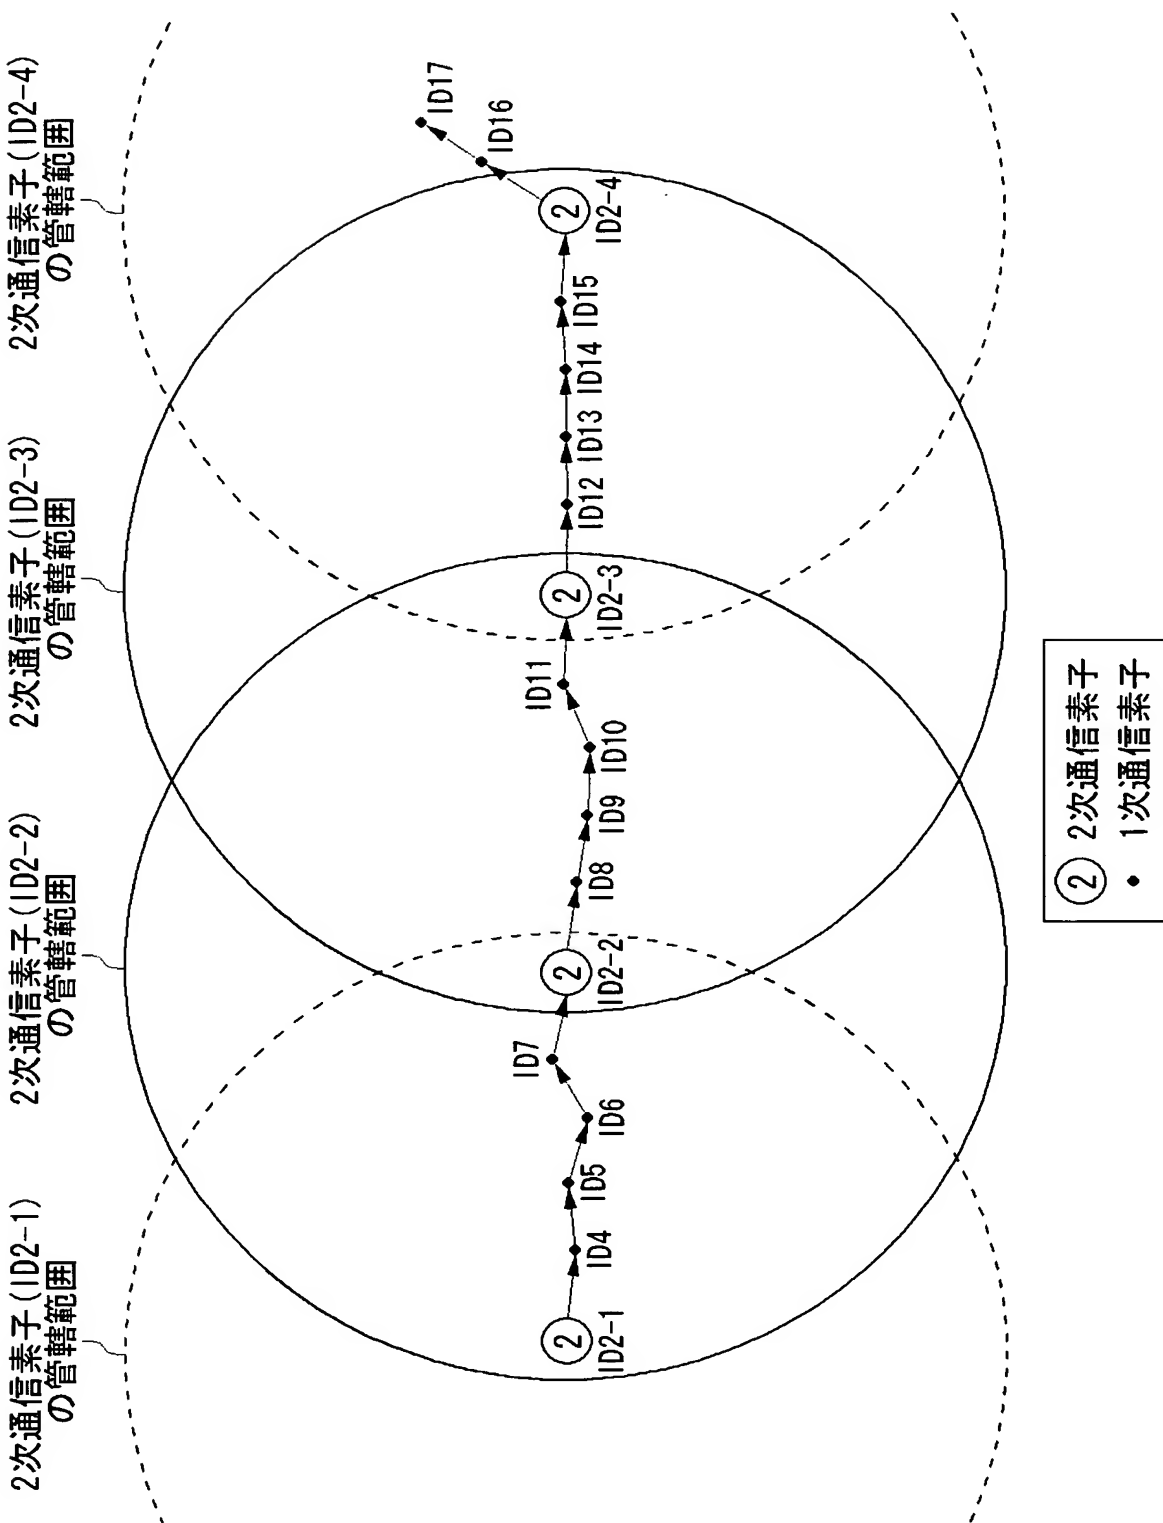 2次通信素子(ID2-1)
の管轄範囲
2次通信素子(ID2-2)
の管轄範囲
2次通信素子(ID2-3)
の管轄範囲
2次通信素子(ID2-4)
の管轄範囲
2
ID2-1
ID4
ID5
ID6
ID7
2
ID2-2
ID8
ID9
ID10
ID11
2
ID2-3
ID12
ID13
ID14
ID15
2
ID2-4
ID16
ID17
2 2次通信素子
1次通信素子